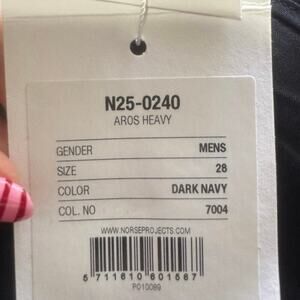 N25-0240
AROS HEAVY
GENDER MENS
SIZE 28
COLOR DARK NAVY
COL. NO 7004
WWW.NORSEPROJECTS.COM
5 711610 601567
P010089